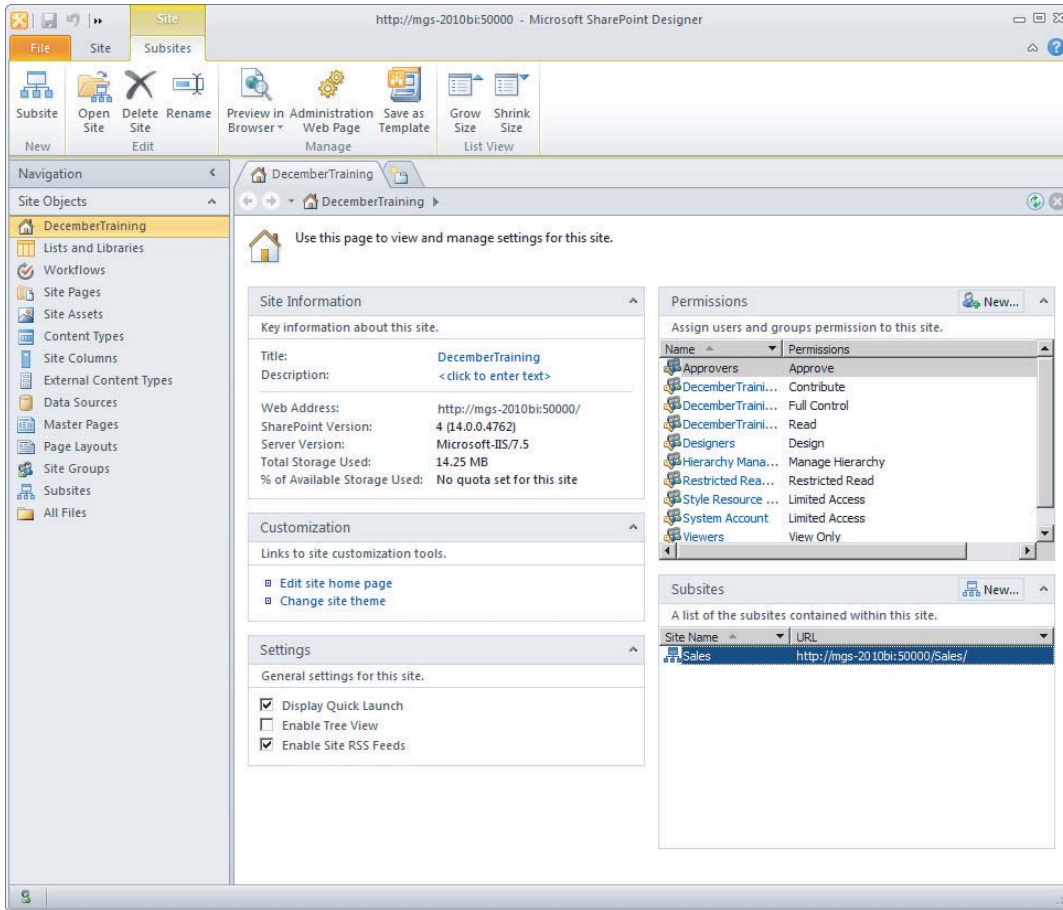 Site
http://mgs-2010bi:50000 - Microsoft SharePoint Designer
File Site Subsites
Subsite
Open Site
Delete Site
Rename
Preview in Browser
Administration Web Page
Save as Template
Grow Size
Shrink Size
New Edit Manage List View
Navigation
Site Objects
DecemberTraining
Lists and Libraries
Workflows
Site Pages
Site Assets
Content Types
Site Columns
External Content Types
Data Sources
Master Pages
Page Layouts
Site Groups
Subsites
All Files
DecemberTraining
DecemberTraining
Use this page to view and manage settings for this site.
Site Information
Key information about this site.
Title: DecemberTraining
Description: <click to enter text>
Web Address: http://mgs-2010bi:50000/
SharePoint Version: 4 (14.0.0.4762)
Server Version: Microsoft-IIS/7.5
Total Storage Used: 14.25 MB
% of Available Storage Used: No quota set for this site
Customization
Links to site customization tools.
Edit site home page
Change site theme
Settings
General settings for this site.
Display Quick Launch
Enable Tree View
Enable Site RSS Feeds
Permissions New...
Assign users and groups permission to this site.
Name Permissions
Approvers Approve
DecemberTraini... Contribute
DecemberTraini... Full Control
DecemberTraini... Read
Designers Design
Hierarchy Mana... Manage Hierarchy
Restricted Rea... Restricted Read
Style Resource ... Limited Access
System Account Limited Access
Viewers View Only
Subsites New...
A list of the subsites contained within this site.
Site Name URL
Sales http://mgs-2010bi:50000/Sales/